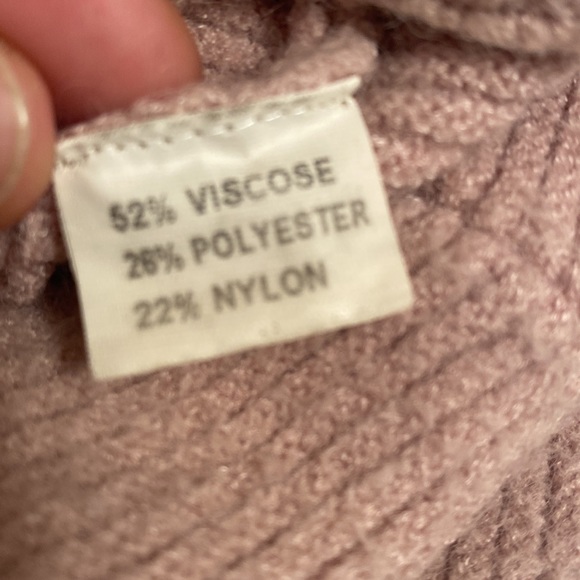 52% VISCOSE
26% POLYESTER
22% NYLON